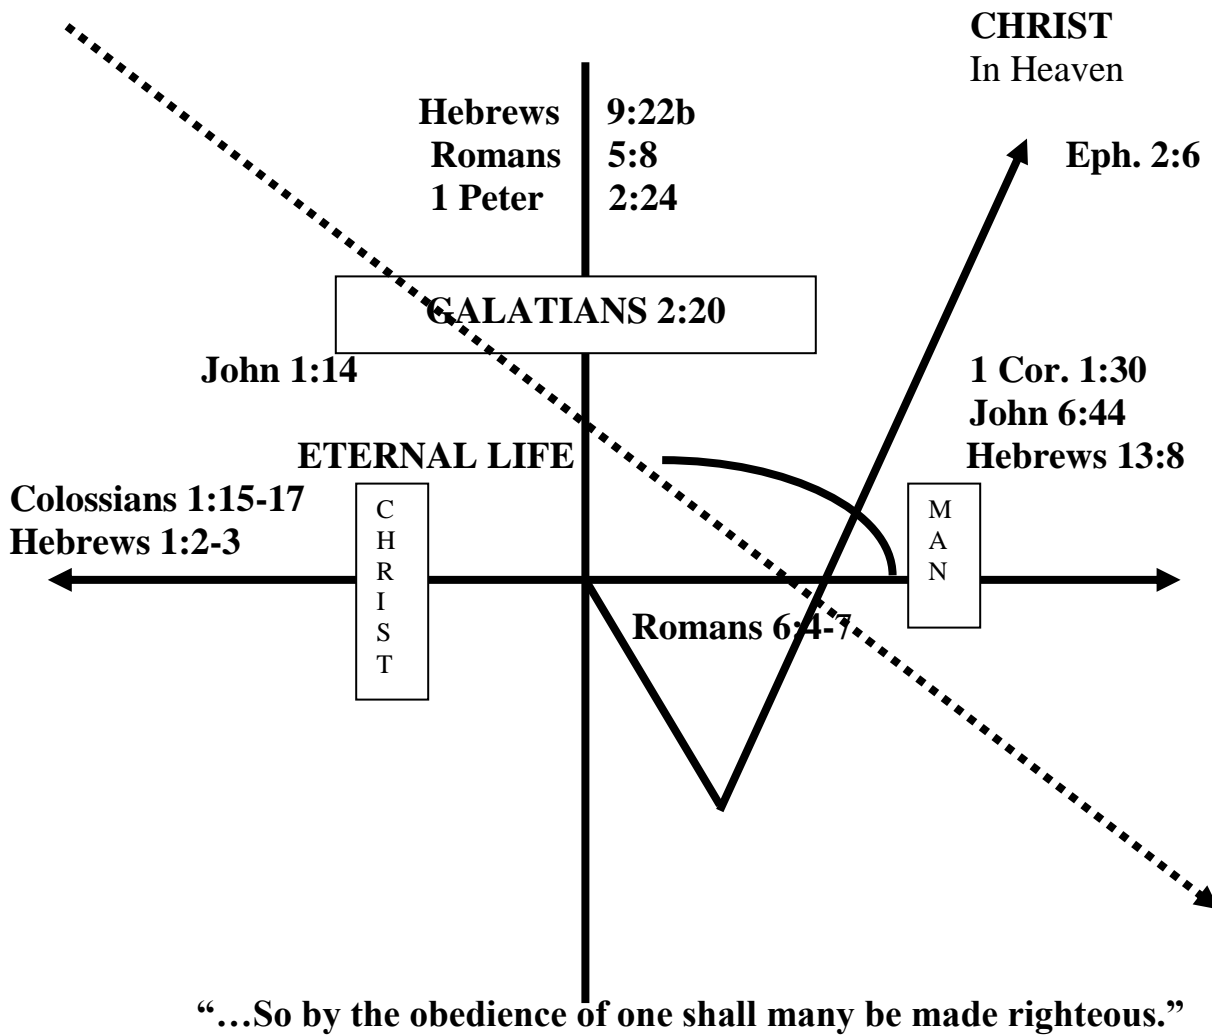 CHRIST
In Heaven
Hebrews 9:22b
Romans 5:8
1 Peter 2:24
Eph. 2:6
GALATIANS 2:20
John 1:14
1 Cor. 1:30
John 6:44
Hebrews 13:8
ETERNAL LIFE
Colossians 1:15-17
Hebrews 1:2-3
CHRIST
MAN
Romans 6:4-7
“…So by the obedience of one shall many be made righteous.”